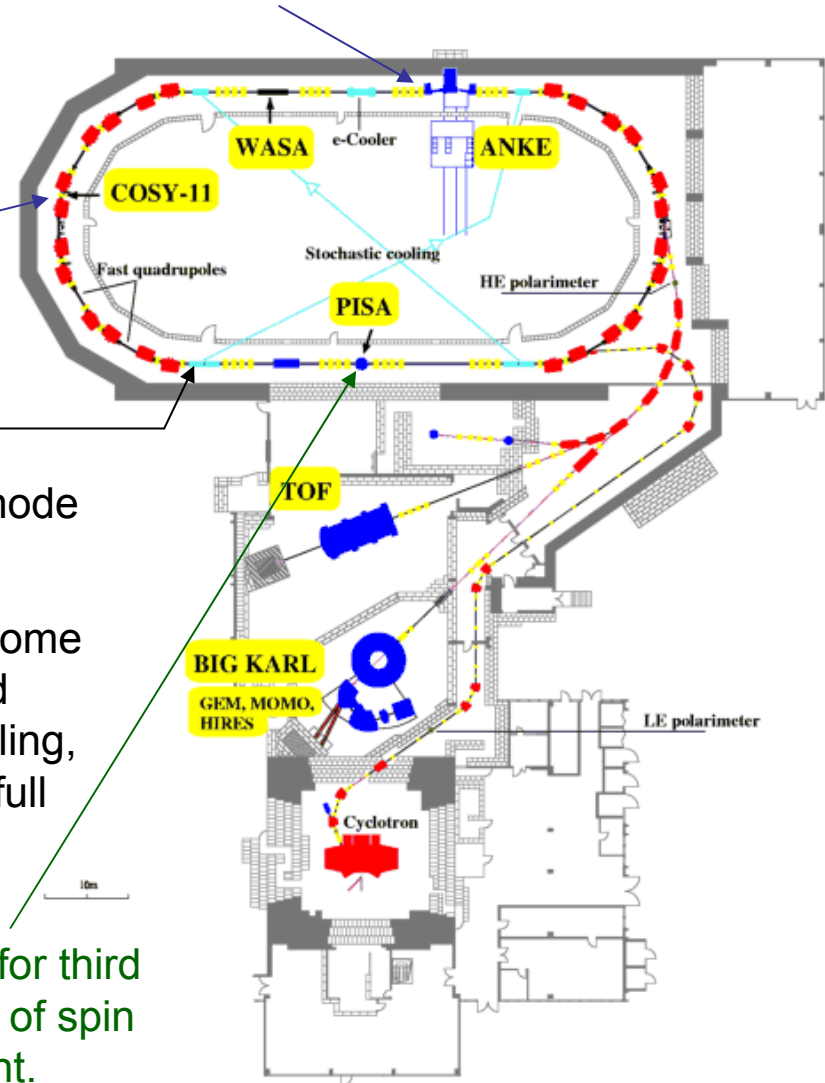 WASA
e-Cooler
ANKE
COSY-11
Stochastic cooling
Fast quadrupoles
HE polarimeter
PISA
TOF
node
ome
BIG KARL
d
GEM, MOMO,
HIRES
ling,
LE polarimeter
full
Cyclotron
10m
for third
of spin
nt.